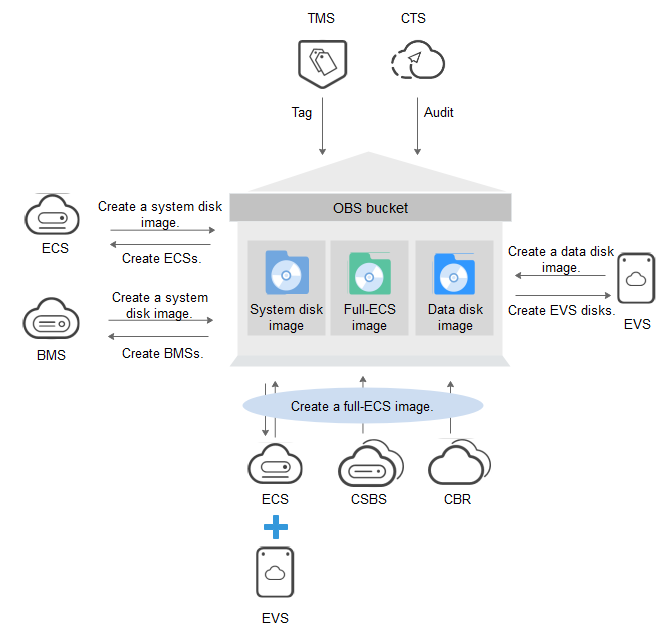 TMS
CTS
Tag
Audit
OBS bucket
Create a system disk
image.
Create ECSs.
ECS
Create a system
disk image.
Create BMSs.
BMS
System disk
image
Full-ECS
image
Data disk
image
Create a data disk
image.
Create EVS disks.
EVS
Create a full-ECS image.
ECS
CSBS
CBR
EVS